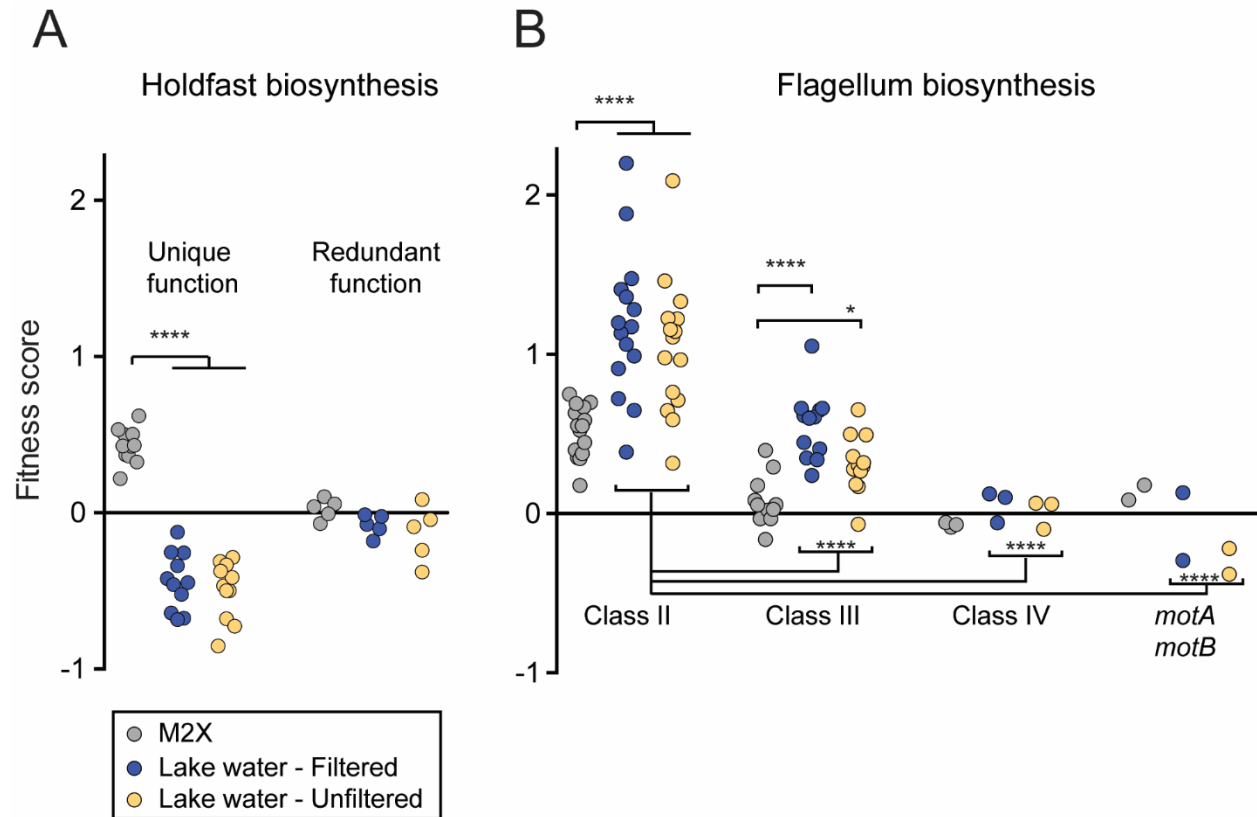 A
B
Holdfast biosynthesis
Flagellum biosynthesis
Fitness score
2
1
0
-1
Unique
function
Redundant
function
****
2
1
0
-1
****
****
*
****
****
****
Class II
Class III
Class IV
motA
motB
M2X
Lake water - Filtered
Lake water - Unfiltered